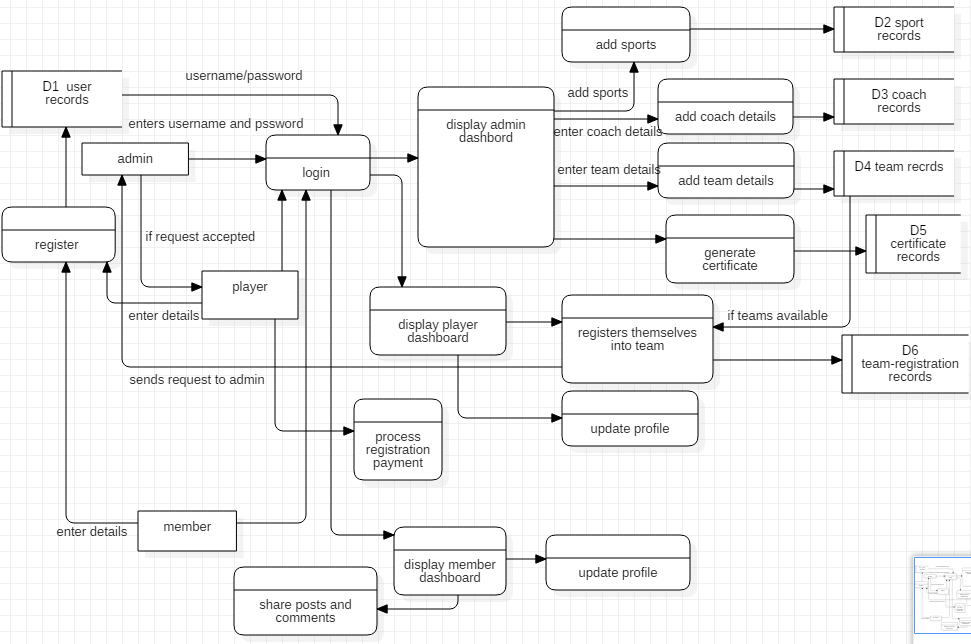 D2 sport
records
add sports
D1 user
records
username/password
add sports
D3 coach
records
add coach details
enter coach details
enters username and pssword
display admin
dashbord
admin
login
enter team details
add team details
D4 team recrds
register
if request accepted
generate
certificate
D5
certificate
records
player
enter details
display player
dashboard
registers themselves
into team
if teams available
D6
team-registration
records
sends request to admin
update profile
process
registration
payment
member
enter details
display member
dashboard
update profile
share posts and
comments